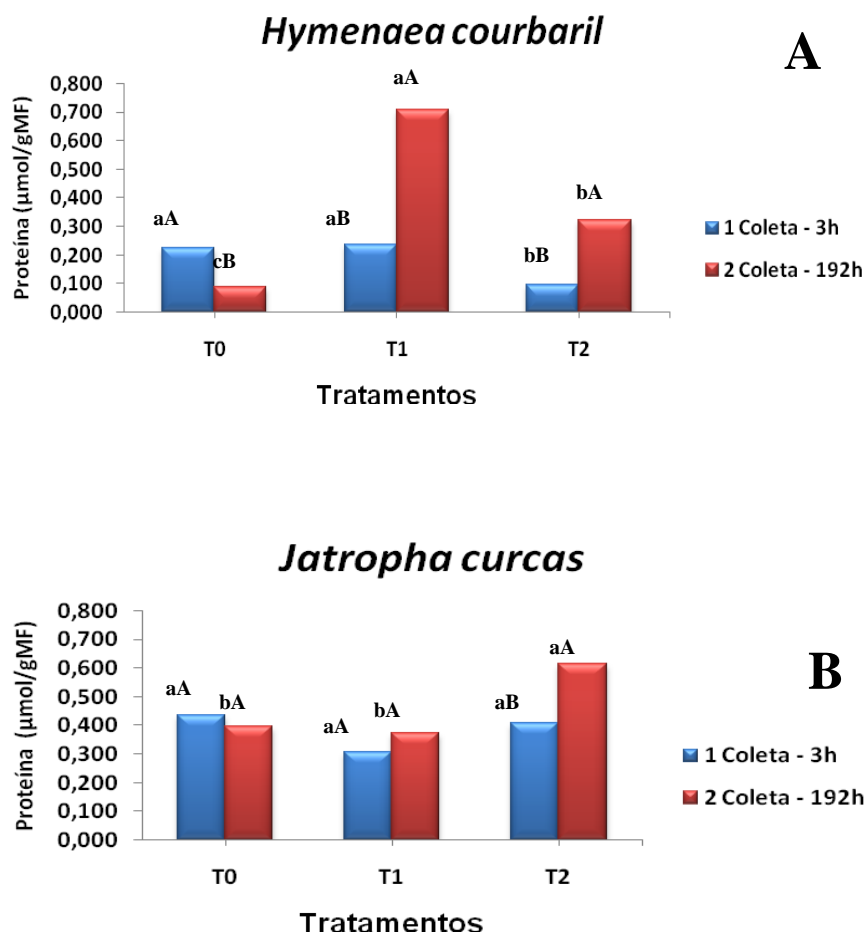 Hymenaea courbaril
A
Proteína (µmol/gMF)
0,800
0,700
0,600
0,500
0,400
0,300
0,200
0,100
0,000
aA
cB
aB
aA
bB
bA
T0
T1
T2
Tratamentos
1 Coleta - 3h
2 Coleta - 192h
Jatropha curcas
B
Proteína (µmol/gMF)
0,800
0,700
0,600
0,500
0,400
0,300
0,200
0,100
0,000
aA
bA
aA
bA
aB
aA
T0
T1
T2
Tratamentos
1 Coleta - 3h
2 Coleta - 192h